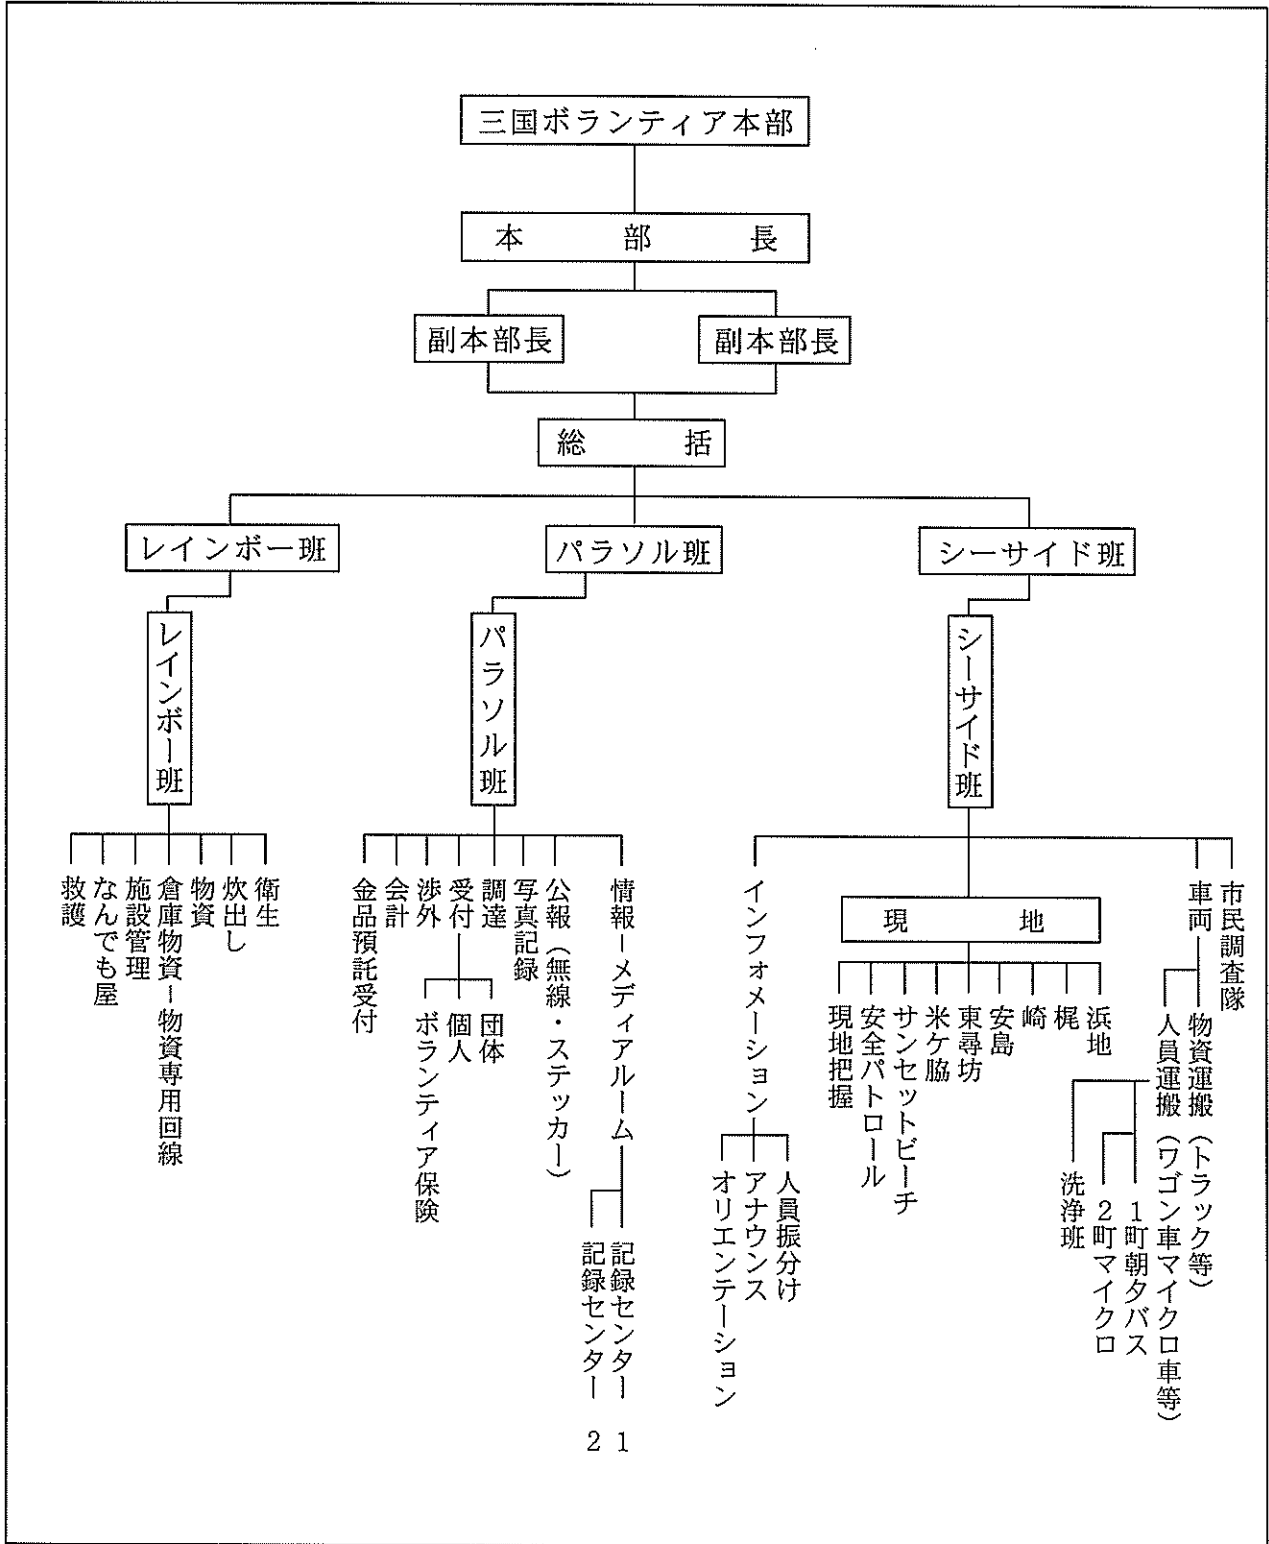 三国ボランティア本部
本部長
副本部長
副本部長
総括
レインボー班
パラソル班
シーサイド班
レインボー班
パラソル班
シーサイド班
救護
なんでも屋
施設管理
倉庫物資ー物資専用回線
物資
炊出し
衛生
金品預託受付
会計
渉外
受付
ボランティア保険
個人
団体
調達
写真記録
公報(無線・ステッカー)
情報ーメディアルーム
記録センター 2
記録センター 1
インフォメーション
オリエンテーション
アナウンス
人員振分け
現地
現地把握
安全パトロール
サンセットビーチ
米ケ脇
東尋坊
安島
崎
梶
浜地
車両
人員運搬(ワゴン車マイクロ車等)
洗浄班
2町マイクロ
1町朝夕バス
物資運搬(トラック等)
市民調査隊